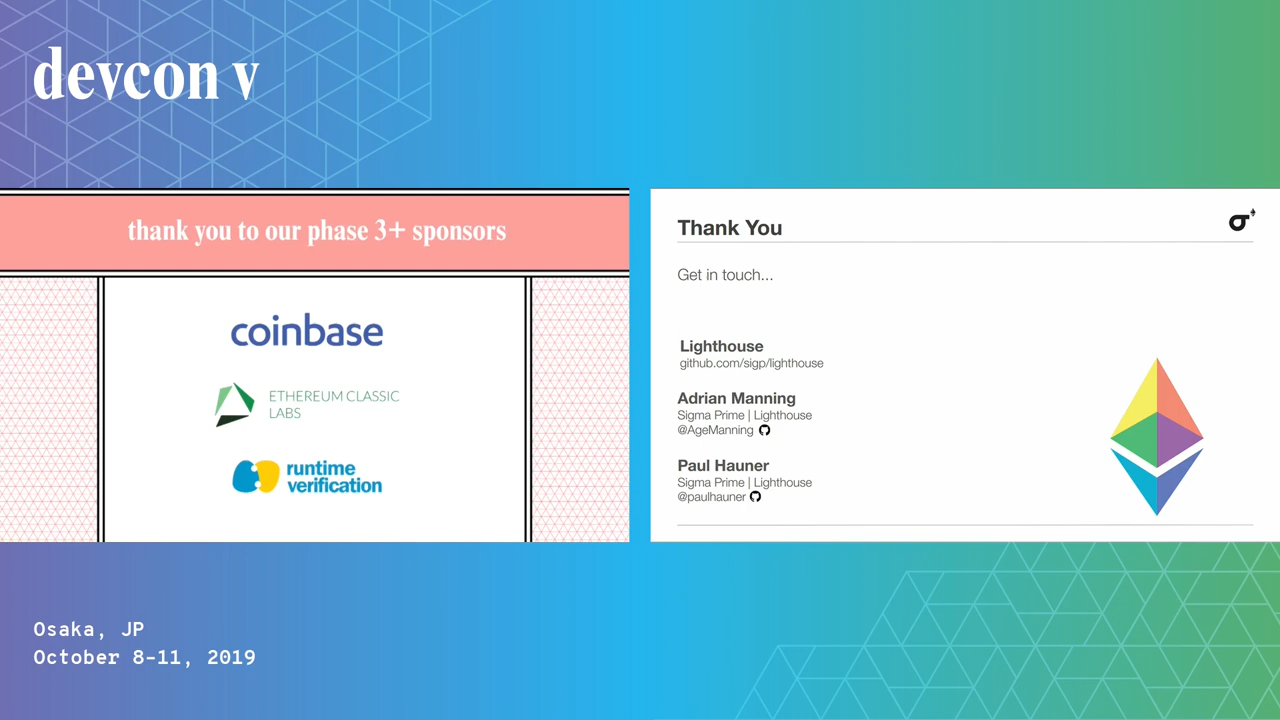 devcon v
thank you to our phase 3+ sponsors
coinbase
ETHEREUM CLASSIC
LABS
runtime
verification
Thank You
Get in touch...
Lighthouse
github.com/sigp/lighthouse
Adrian Manning
Sigma Prime | Lighthouse
@AgeManning
Paul Hauner
Sigma Prime | Lighthouse
@paulhauner
Osaka, JP
October 8-11, 2019